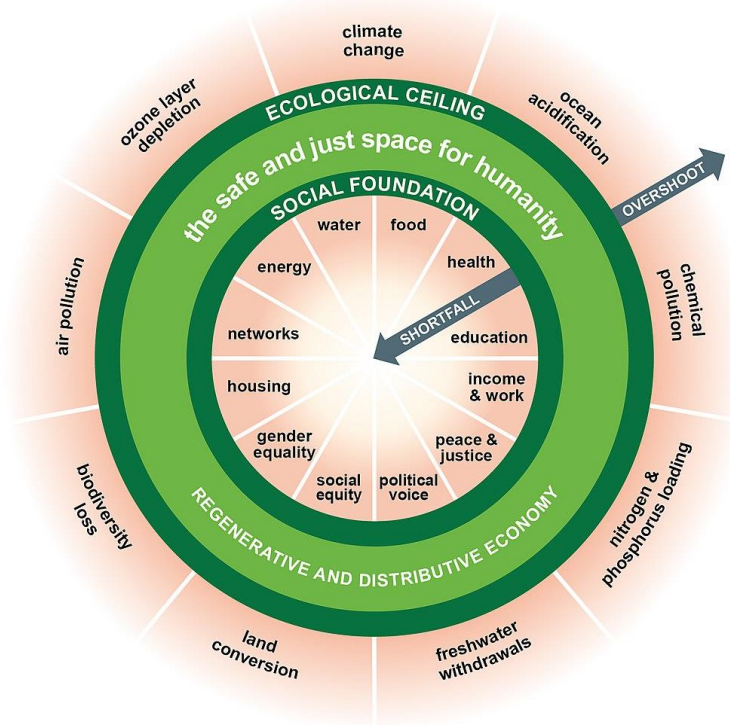 climate
change
ocean
acidification
chemical
pollution
nitrogen &
phosphorus loading
freshwater
withdrawals
land
conversion
biodiversity
loss
air pollution
ozone layer
depletion
ECOLOGICAL CEILING
the safe and just space for humanity
SOCIAL FOUNDATION
OVERSHOOT
SHORTFALL
water
food
health
education
income
& work
peace &
justice
political
voice
social
equity
gender
equality
housing
networks
energy
REGENERATIVE AND DISTRIBUTIVE ECONOMY